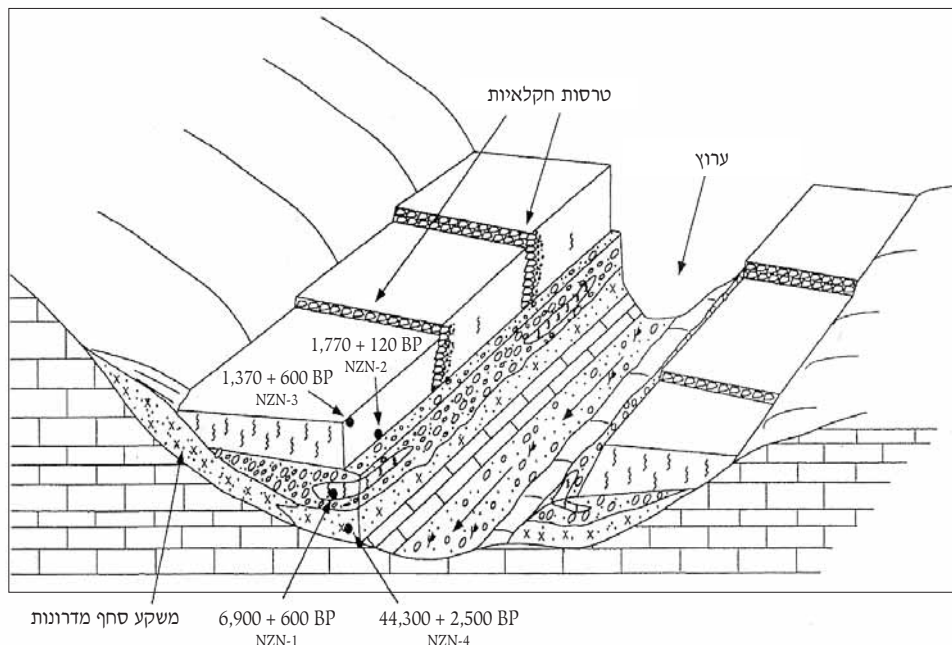 טרסות חקלאיות
ערוץ
1,770 + 120 BP
NZN-2
1,370 + 600 BP
NZN-3
משקע סחף מדרונות
6,900 + 600 BP
NZN-1
44,300 + 2,500 BP
NZN-4